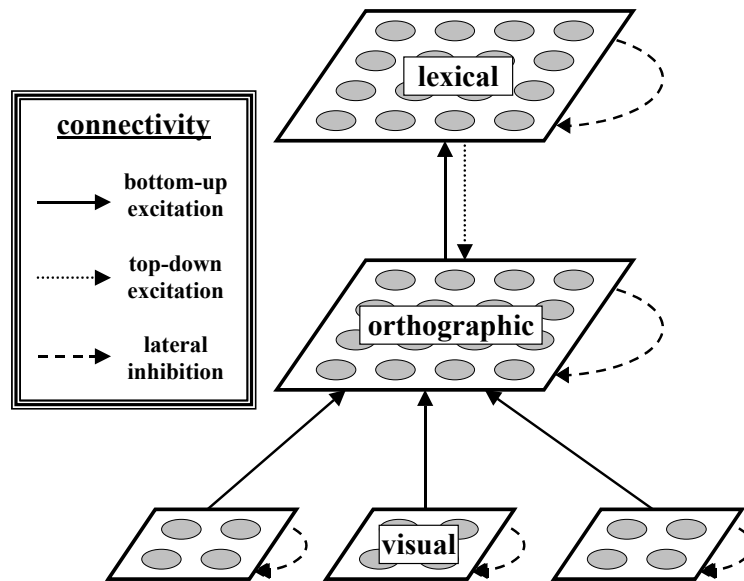 lexical
connectivity
bottom-up
excitation
top-down
excitation
lateral
inhibition
orthographic
visual